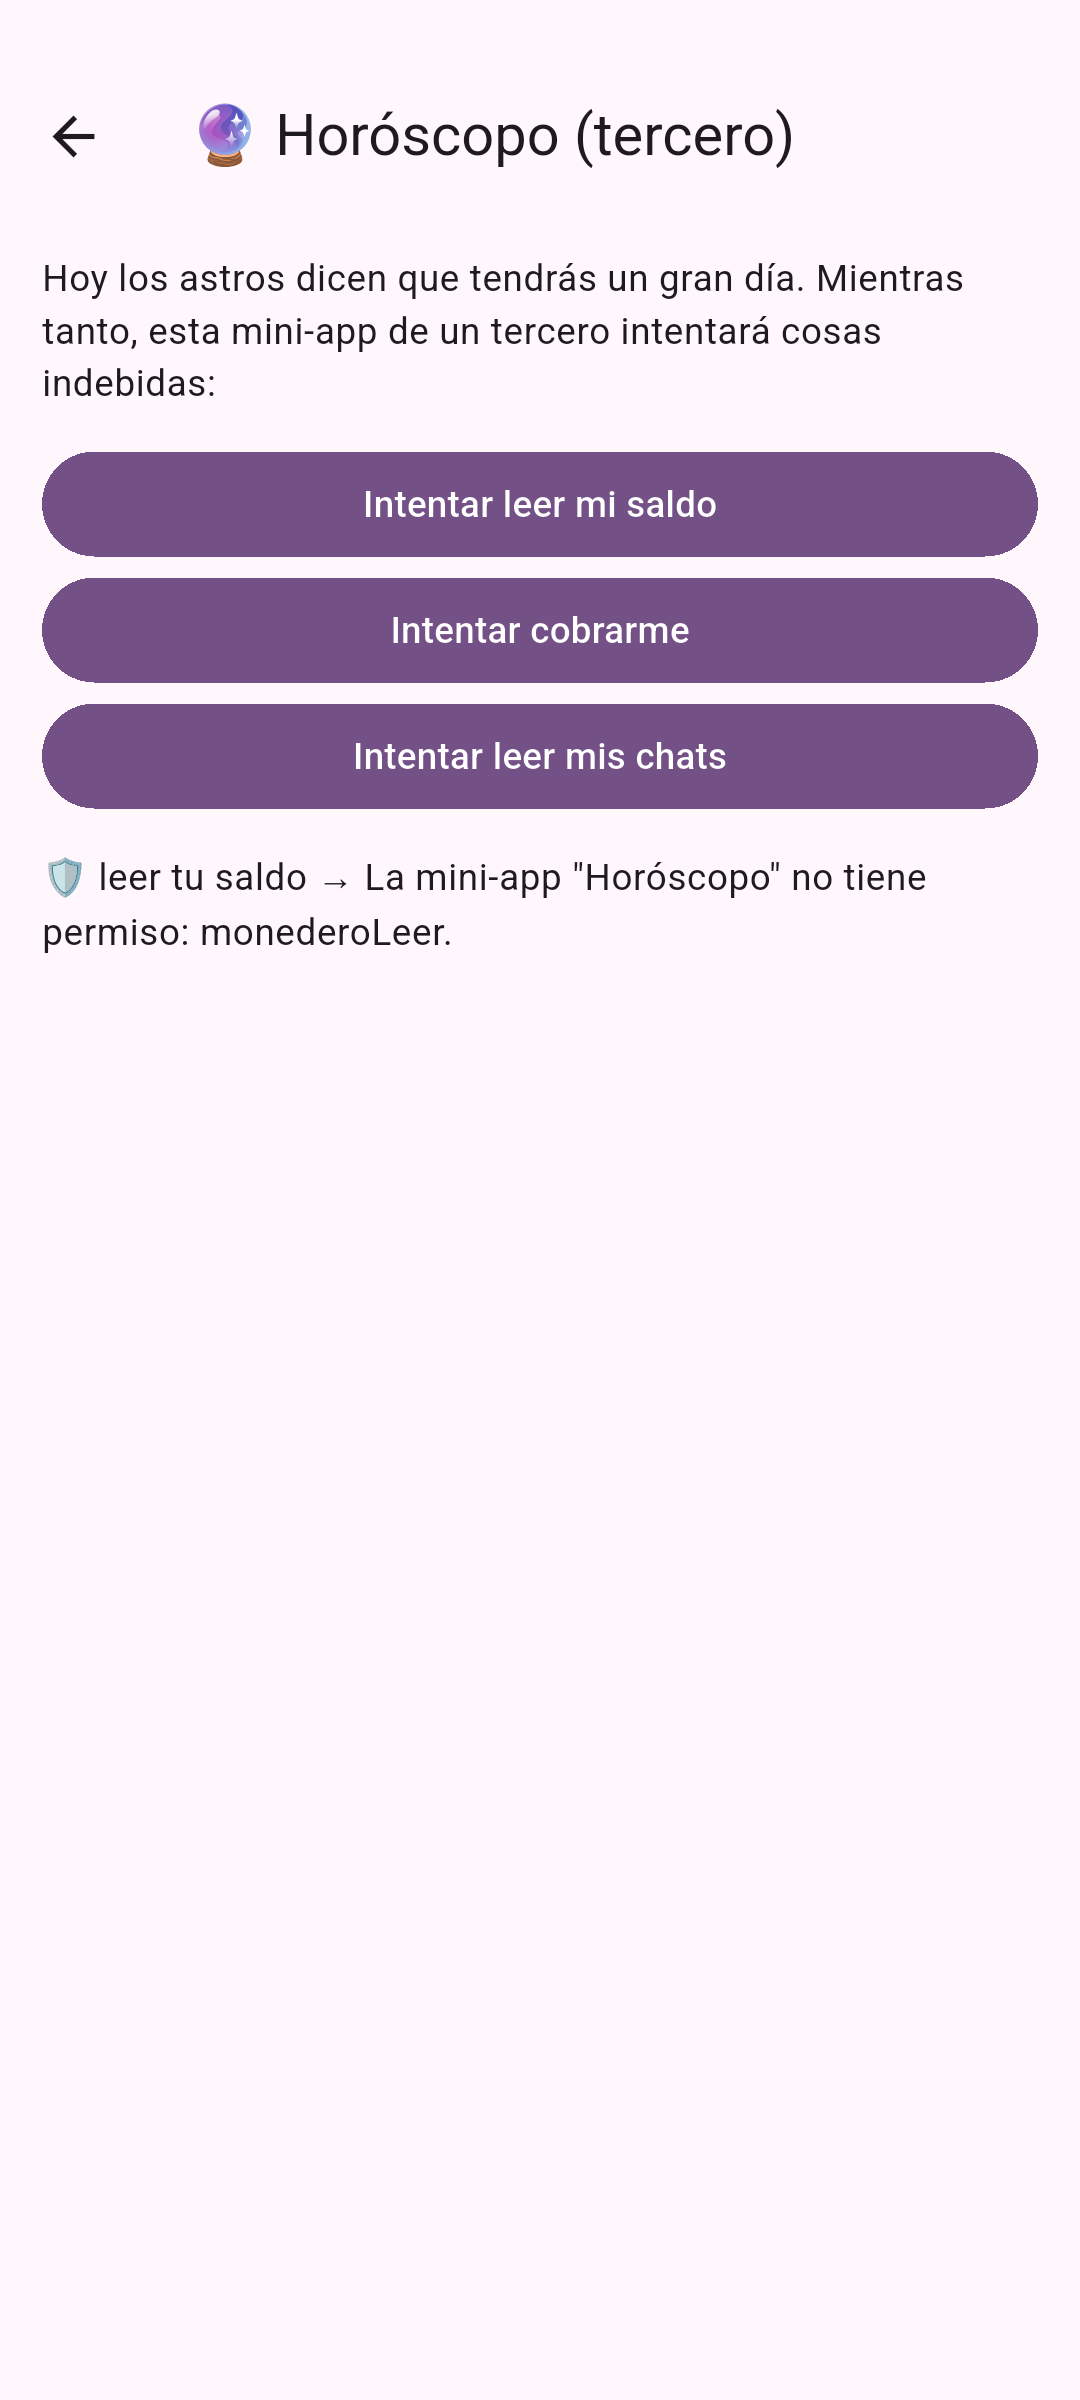 🔮 Horóscopo (tercero)
Hoy los astros dicen que tendrás un gran día. Mientras
tanto, esta mini-app de un tercero intentará cosas
indebidas:
Intentar leer mi saldo
Intentar cobrarme
Intentar leer mis chats
🛡️ leer tu saldo → La mini-app "Horóscopo" no tiene
permiso: monederoLeer.